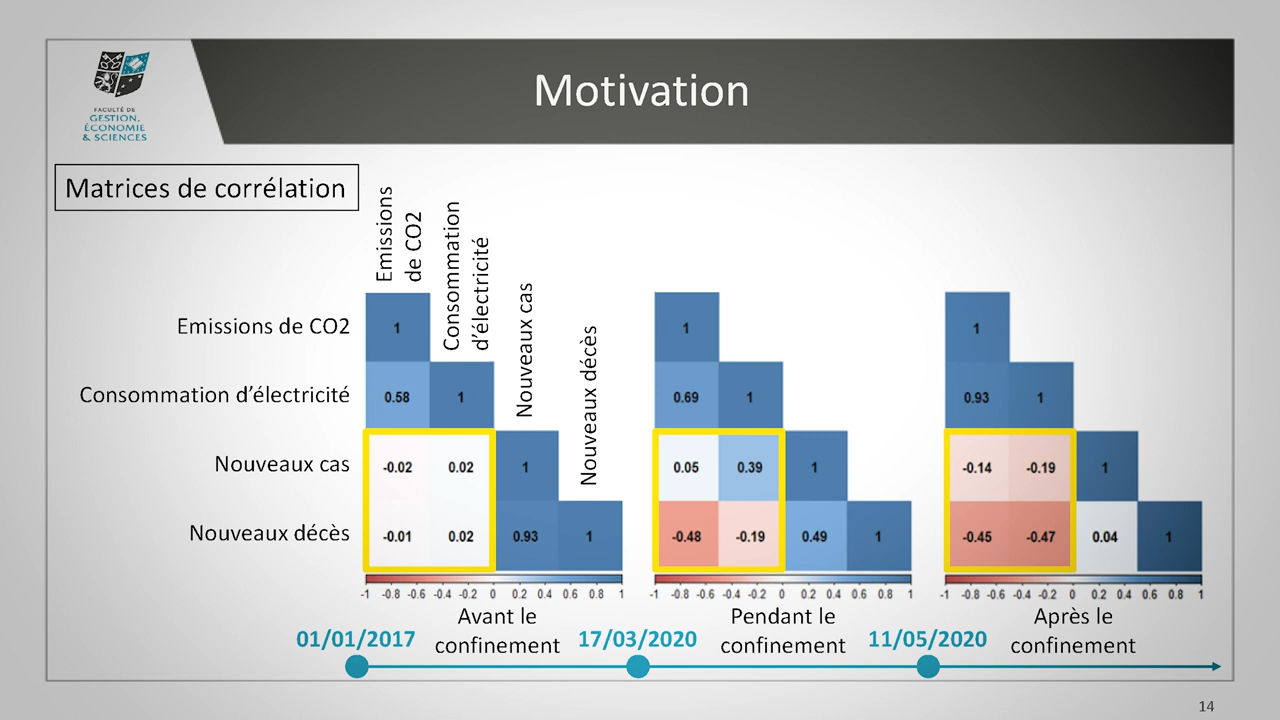 Motivation
FACULTÉ DE
GESTION,
ÉCONOMIE
& SCIENCES
Matrices de corrélation
Emissions
de CO2
Consommation
d'électricité
Nouveaux cas
Nouveaux décès
Emissions de CO2
1
1
1
Consommation d'électricité
0.58 1
0.69 1
0.93 1
Nouveaux cas
-0.02 0.02 1
0.05 0.39 1
-0.14 -0.19 1
Nouveaux décès
-0.01 0.02 0.93 1
-0.48 -0.19 0.49 1
-0.45 -0.47 0.04 1
-1 -0.8 -0.6 -0.4 -0.2 0 0.2 0.4 0.6 0.8 1
-1 -0.8 -0.6 -0.4 -0.2 0 0.2 0.4 0.6 0.8 1
-1 -0.8 -0.6 -0.4 -0.2 0 0.2 0.4 0.6 0.8 1
01/01/2017
Avant le
confinement
17/03/2020
Pendant le
confinement
11/05/2020
Après le
confinement
14